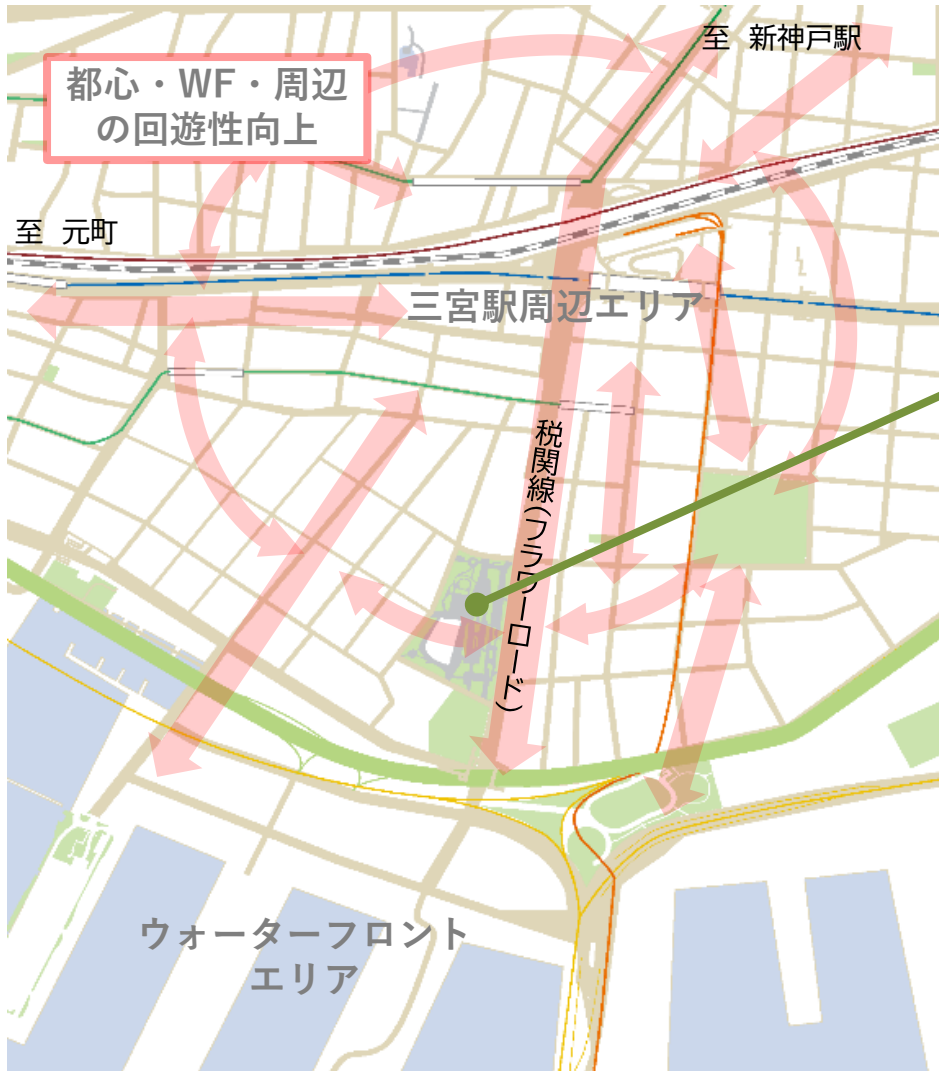 至 新神戸駅
都心・WF・周辺
の回遊性向上
至 元町
三宮駅周辺エリア
税関線(フラワーロード)
ウォーターフロント
エリア